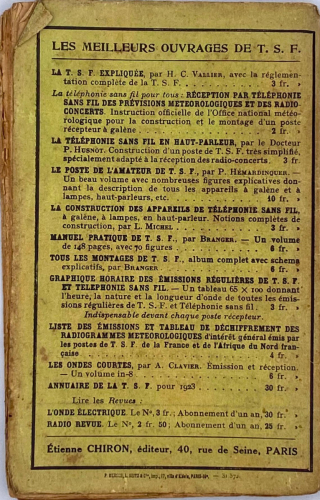 LES MEILLEURS OUVRAGES DE T. S. F.
LA T. S. F. EXPLIQUÉE, par H. C. VALLIER, avec la réglemen-
tation complète de la T. S. F. 3 fr. »
La téléphonie sans fil pour tous : RÉCEPTION PAR TÉLÉPHONIE
SANS FIL DES PRÉVISIONS METEOROLOGIQUES ET DES RADIO-
CONCERTS. Instruction officielle de l'Office national météo-
rologique pour la construction et le montage d'un poste
récepteur à galène. 2 fr. »
LA TÉLÉPHONIE SANS FIL EN HAUT-PARLEUR, par le Docteur
P. HUSNOT. Construction d'un poste de T. S. F. très simplifié,
spécialement adapté à la réception des radio-concerts. 3 fr
LE POSTE DE L'AMATEUR DE T. S. F., par P. HÉMARDINQUER. —
Un beau volume avec nombreuses figures explicatives don-
nant la description de tous les appareils à galène et à
lampes, haut-parleurs, etc. 10 fr. »
LA CONSTRUCTION DES APPAREILS DE TÉLÉPHONIE SANS FIL,
à galène, à lampes, en haut-parleur. Notions complètes de
construction, par L. MICHEL. 3 fr. »
MANUEL PRATIQUE DE T. S. F., par BRANGER. — Un volume
de 148 pages, avec 70 figures 6 fr. »
TOUS LES MONTAGES DE T. S. F., album complet avec schema
explicatifs, par BRANGER 6 fr. »
GRAPHIQUE HORAIRE DES ÉMISSIONS RÉGULIÈRES DE T. S. F.
ET TELEPHONIE SANS FIL. — Un tableau 65 x 100 donnant
l'heure, la nature et la longueur d'onde de toutes les émis-
sions régulières de T. S. F. et Téléphonie sans fil. 3 fr. »
Indispensable devant chaque poste récepteur.
LISTE DES ÉMISSIONS ET TABLEAU DE DÉCHIFFREMENT DES
RADIOGRAMMES METEOROLOGIQUES d'intérêt général émis par
les postes de T. S. F. de la France et de l'Afrique du Nord fran-
çaise 4 fr. »
LES ONDES COURTES, par A. CLAVIER. Émission et réception.
— Un volume in-8 6 fr. »
ANNUAIRE DE LA T. S. F. pour 1923 30 fr. »
Lire les Revues :
L'ONDE ÉLECTRIQUE. Le Nº, 3 fr.; Abonnement d'un an, 30 fr. »
RADIO REVUE. Le Nº, 2 fr. 50; Abonnement d'un an, 25 fr. »
Étienne CHIRON, éditeur, 40, rue de Seine, PARIS